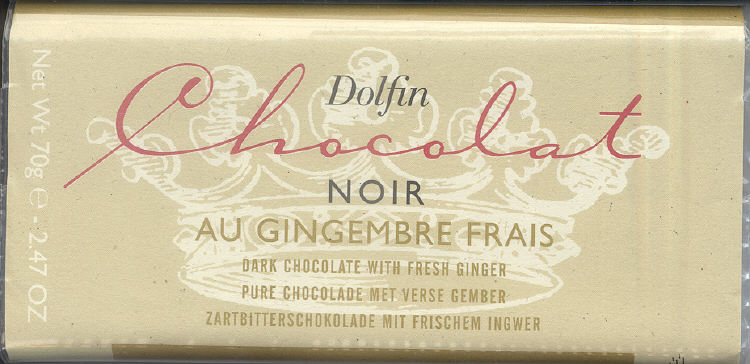 Dolfin
Chocolat
NOIR
AU GINGEMBRE FRAIS
DARK CHOCOLATE WITH FRESH GINGER
PURE CHOCOLADE MET VERSE GEMBER
ZARTBITTERSCHOKOLADE MIT FRISCHEM INGWER
Net Wt 70g ℮ - 2.47 OZ